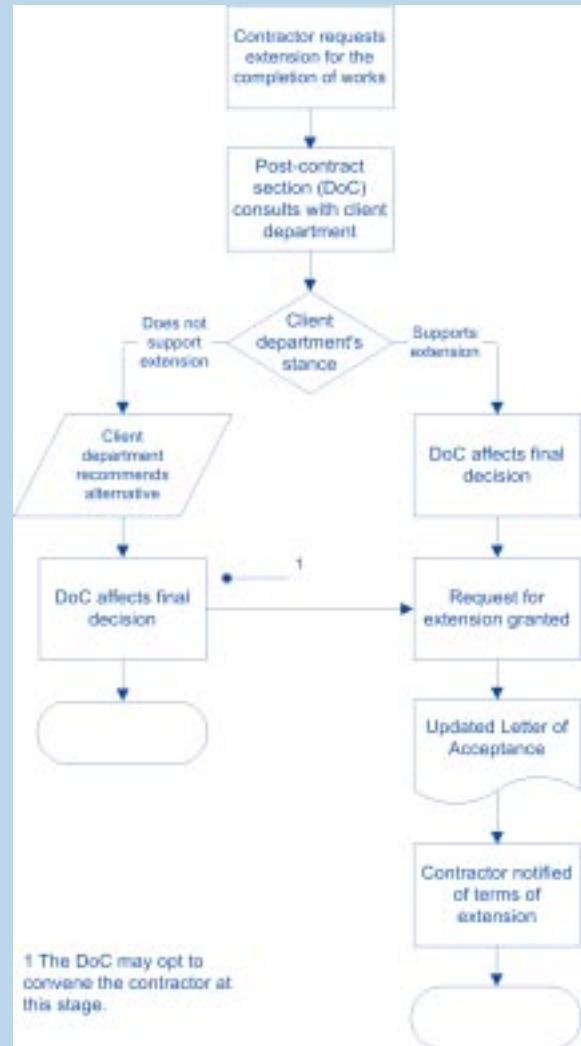 Contractor requests
extension for the
completion of works
Post-contract
section (DoC)
consults with client
department
Client
department's
stance
Does not
support
extension
Supports
extension
Client
department
recommends
alternative
DoC affects final
decision
DoC affects final
decision
1
Request for
extension granted
Updated Letter of
Acceptance
Contractor notified
of terms of
extension
1 The DoC may opt to
convene the contractor at
this stage.